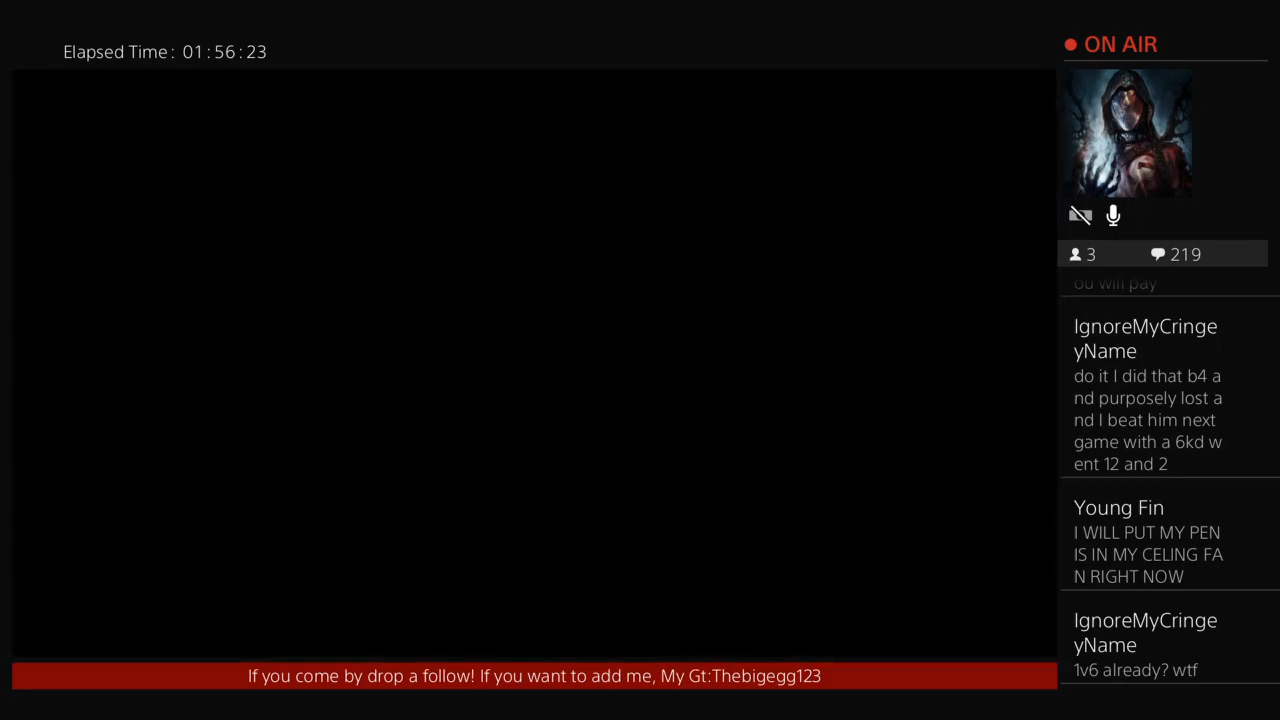 Elapsed Time: 01:56:23
ON AIR
3 219
ou will pay
IgnoreMyCringe
yName
do it I did that b4 a
nd purposely lost a
nd I beat him next
game with a 6kd w
ent 12 and 2
Young Fin
I WILL PUT MY PEN
IS IN MY CELING FA
N RIGHT NOW
IgnoreMyCringe
yName
1v6 already? wtf
If you come by drop a follow! If you want to add me, My Gt:Thebigegg123